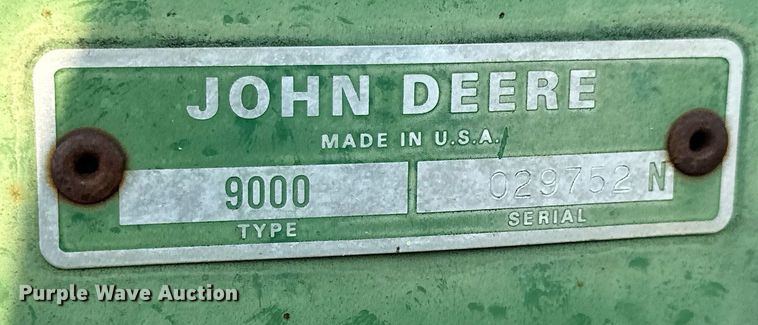 JOHN DEERE
MADE IN U.S.A.
9000 029752 N
TYPE SERIAL
Purple Wave Auction